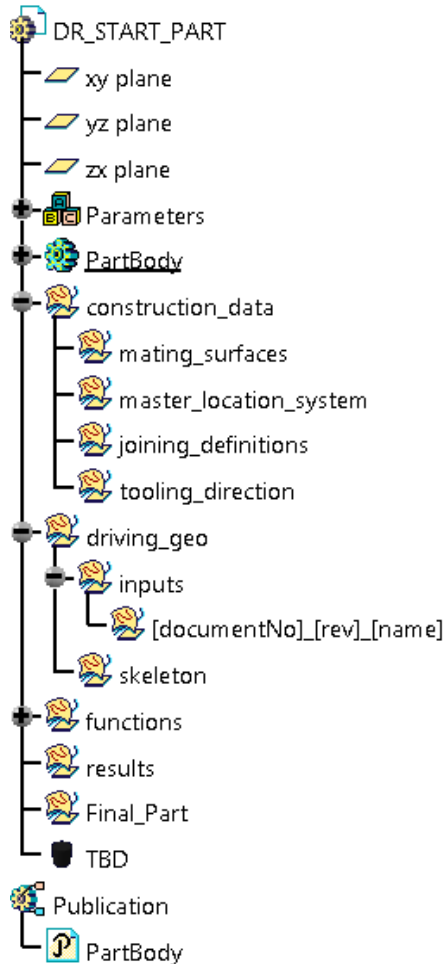 DR_START_PART
xy plane
yz plane
zx plane
Parameters
PartBody
construction_data
mating_surfaces
master_location_system
joining_definitions
tooling_direction
driving_geo
inputs
[documentNo]_[rev]_[name]
skeleton
functions
results
Final_Part
TBD
Publication
PartBody